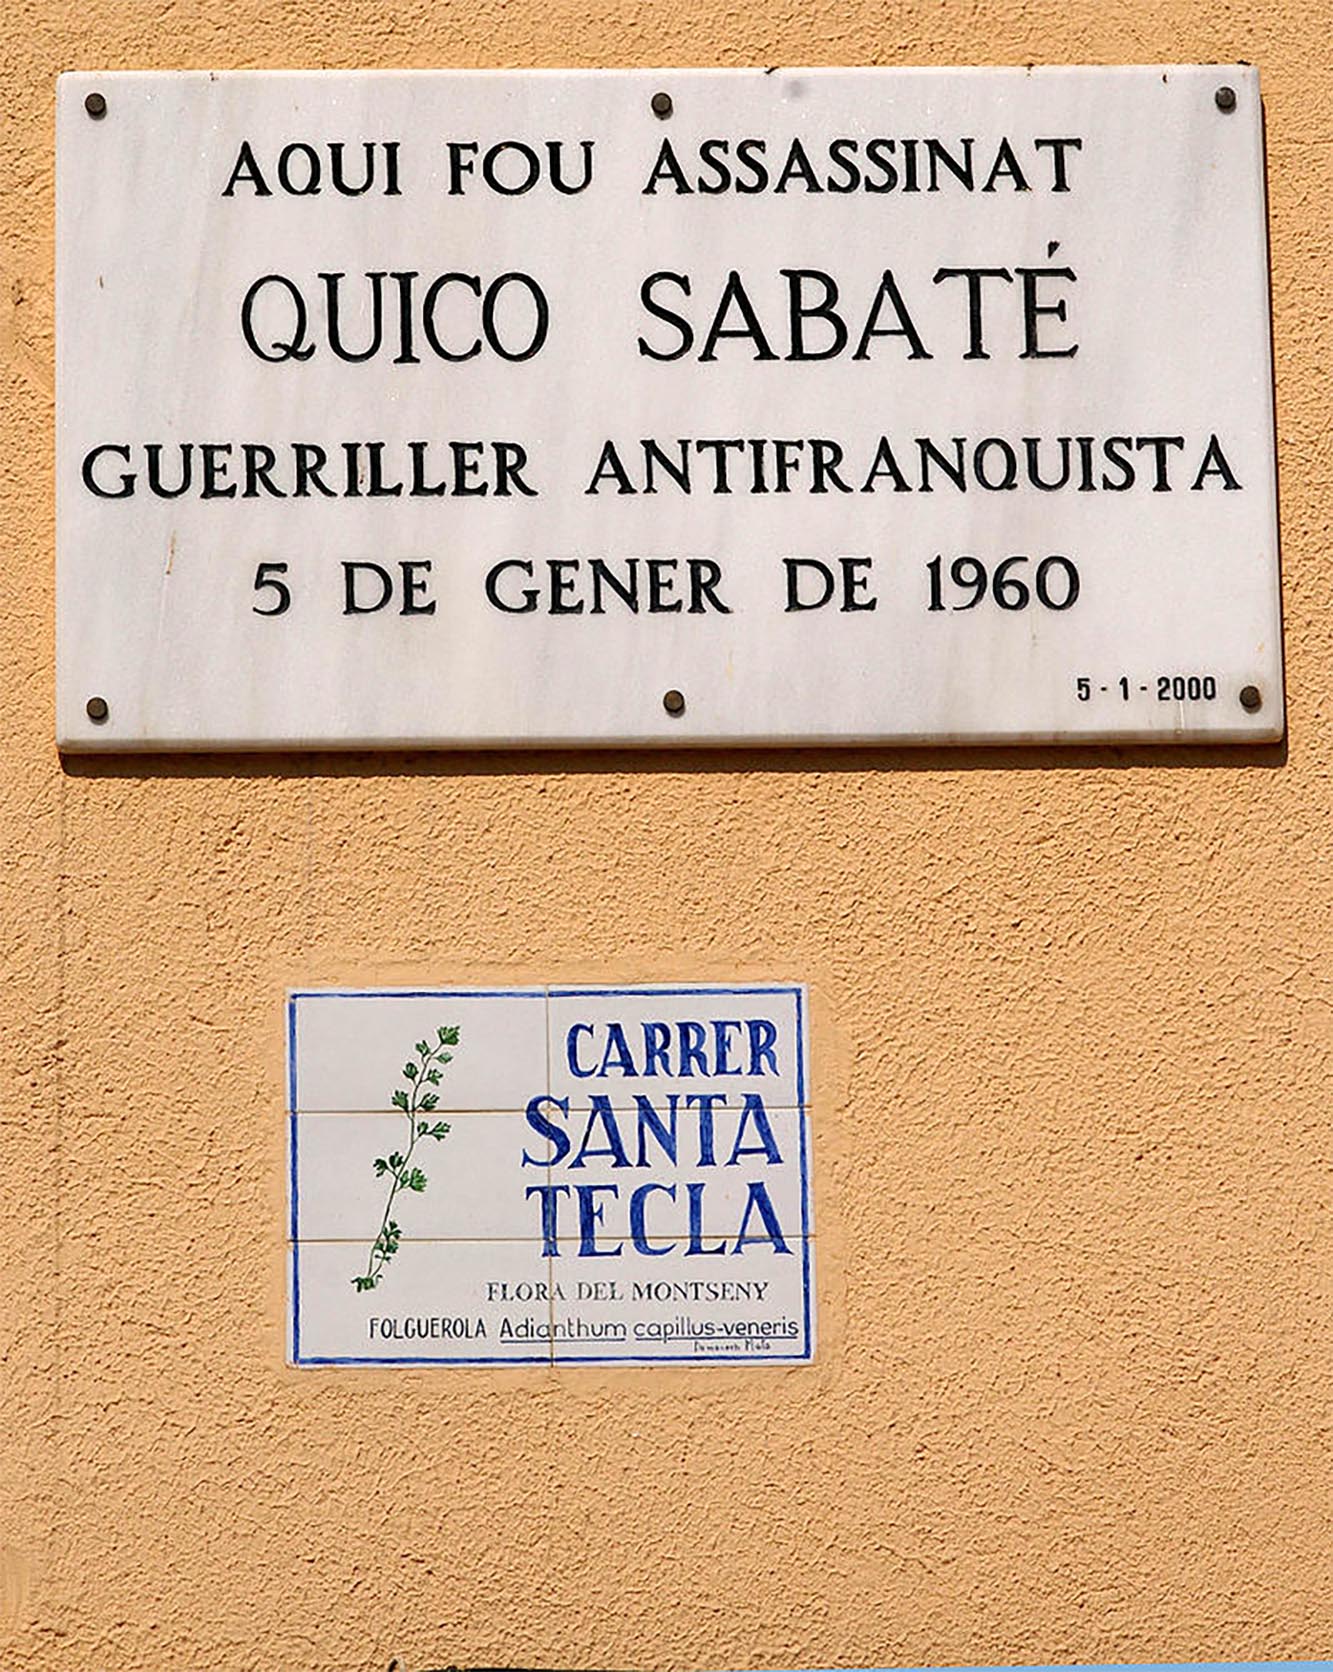 AQUI FOU ASSASSINAT
QUICO SABATÉ
GUERRILLER ANTIFRANQUISTA
5 DE GENER DE 1960
5 - 1 - 2000
CARRER
SANTA
TECLA
FLORA DEL MONTSENY
FOLGUEROLA Adianthum capillus-veneris